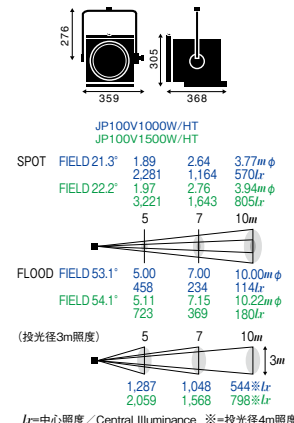 276
305
359
368
JP100V1000W/HT
JP100V1500W/HT
SPOT FIELD 21.3° 1.89 2.64 3.77mφ
2,281 1,164 570lx
FIELD 22.2° 1.97 2.76 3.94mφ
3,221 1,643 805lx
5 7 10m
FLOOD FIELD 53.1° 5.00 7.00 10.00mφ
458 234 114lx
FIELD 54.1° 5.11 7.15 10.22mφ
723 369 180lx
(投光径3m照度) 5 7 10m
3m
1,287 1,048 544※lx
2,059 1,568 798※lx
lx=中心照度/Central Illuminance ※=投光径4m照度